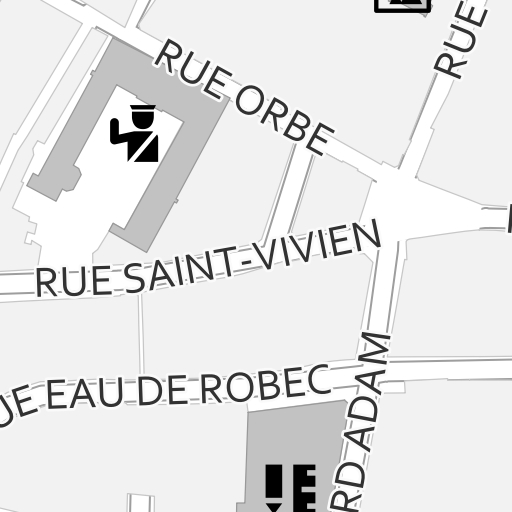 RUE
RUE ORBE
RUE SAINT-VIVIEN
UE EAU DE ROBEC
RD ADAM